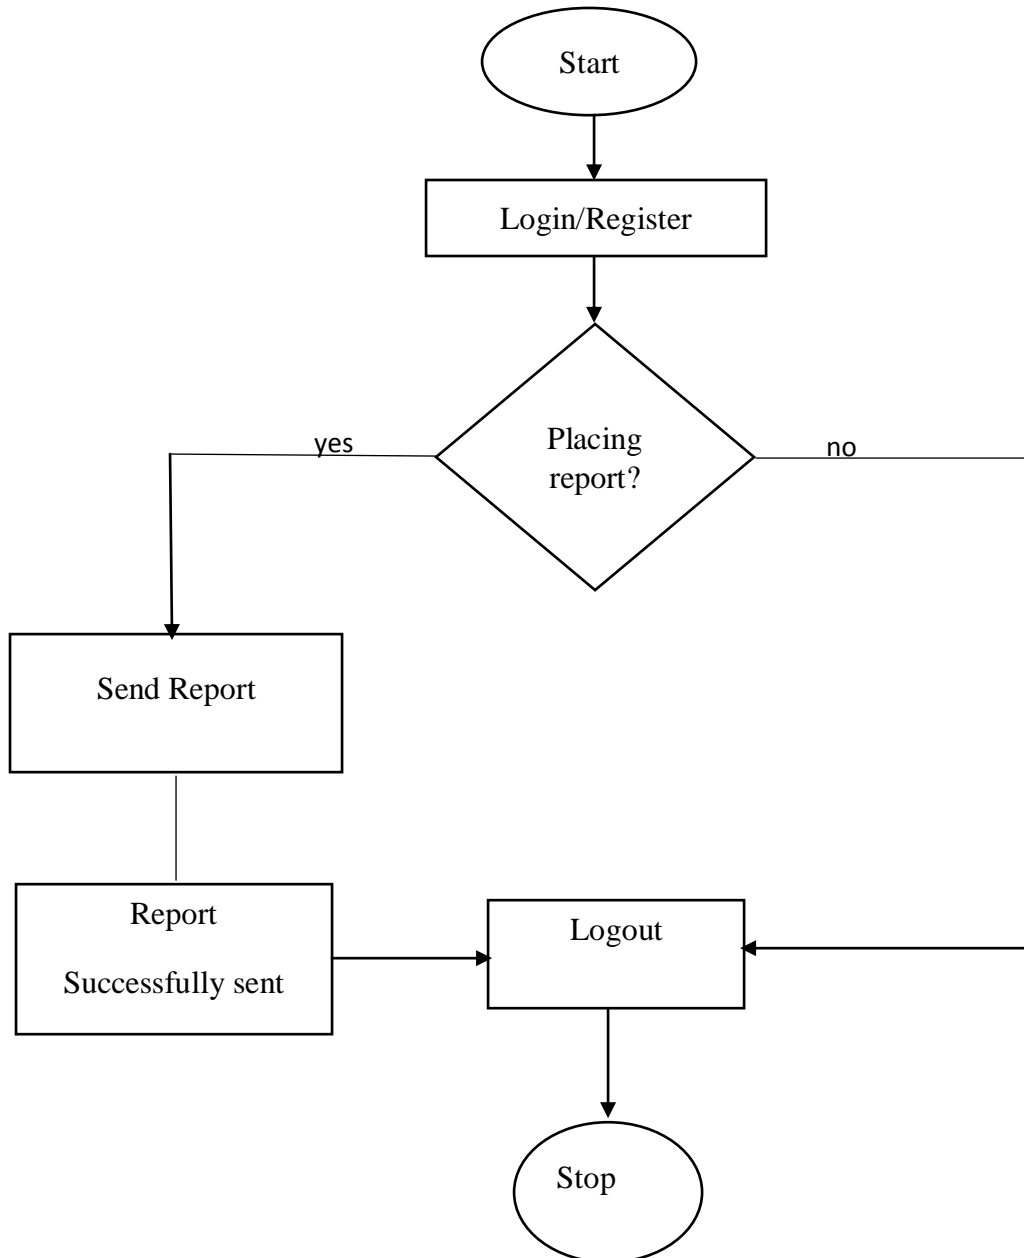 Start
Login/Register
Placing
report?
yes
no
Send Report
Report
Successfully sent
Logout
Stop